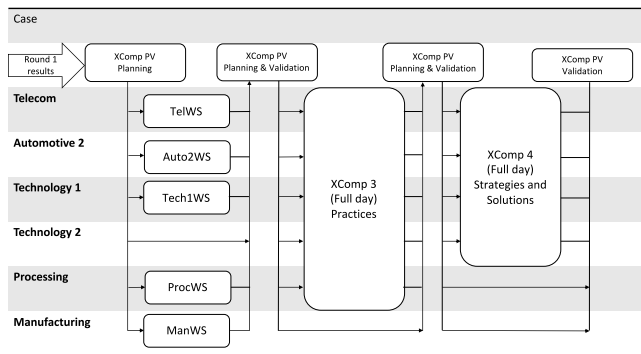 Case
Round 1
results
XComp PV
Planning
XComp PV
Planning & Validation
XComp PV
Planning & Validation
XComp PV
Validation
Telecom
TelWS
Automotive 2
Auto2WS
XComp 3
(Full day)
Practices
XComp 4
(Full day)
Strategies and
Solutions
Technology 1
Tech1WS
Technology 2
Processing
ProcWS
Manufacturing
ManWS